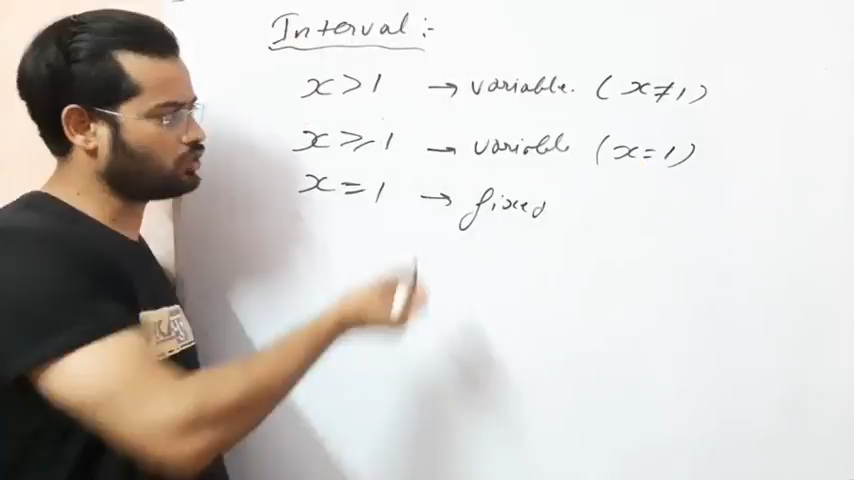 Interval :-
x > 1 → variable. (x ≠ 1)
x ≥ 1 → variable (x = 1)
x = 1 → fixed